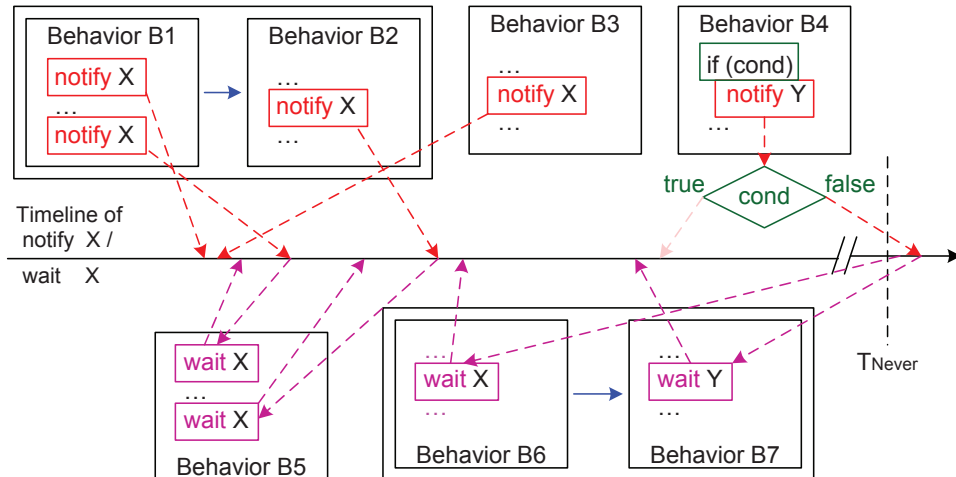 Behavior B1
notify X
...
notify X
Behavior B2
...
notify X
...
Behavior B3
...
notify X
...
Behavior B4
if (cond)
notify Y
...
true
cond
false
Timeline of
notify X /
wait X
TNever
wait X
...
wait X
Behavior B5
...
wait X
...
Behavior B6
...
wait Y
...
Behavior B7